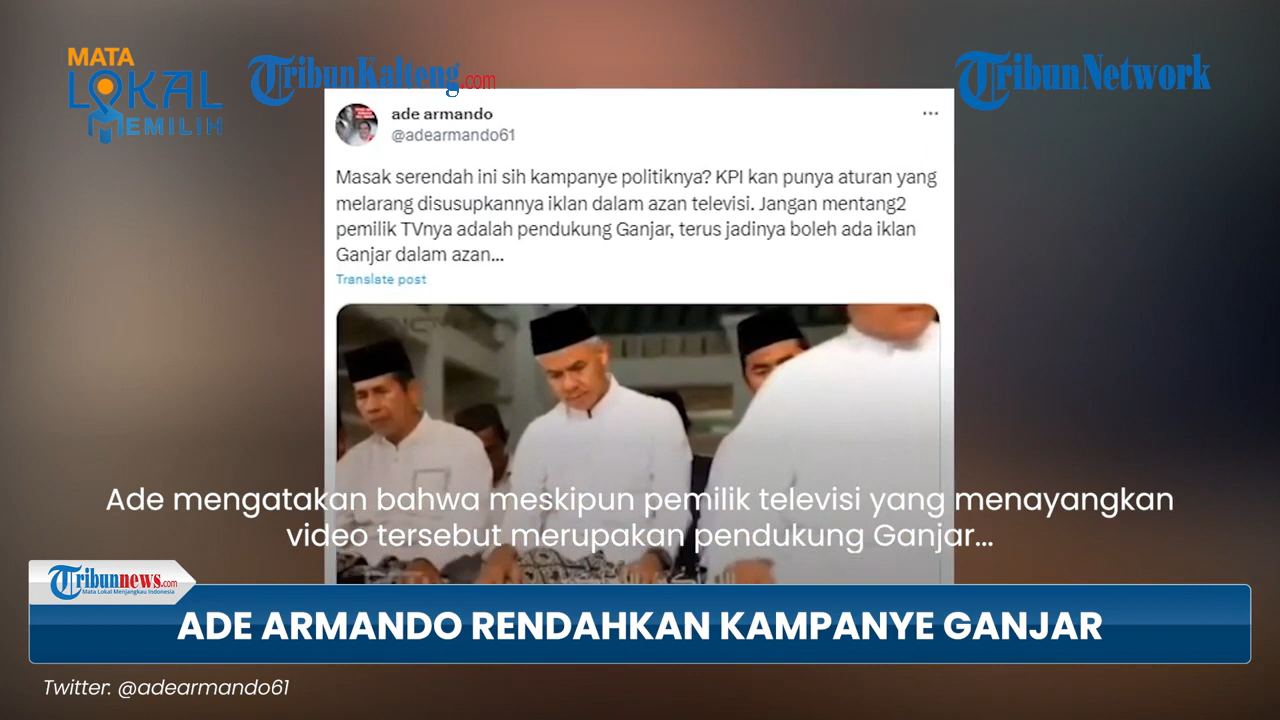 MATA
LOKAL
MEMILIH
TribunKalteng.com
TribunNetwork
ade armando
@adearmando61
Masak serendah ini sih kampanye politiknya? KPI kan punya aturan yang
melarang disusupkannya iklan dalam azan televisi. Jangan mentang2
pemilik TVnya adalah pendukung Ganjar, terus jadinya boleh ada iklan
Ganjar dalam azan...
Translate post
Ade mengatakan bahwa meskipun pemilik televisi yang menayangkan
video tersebut merupakan pendukung Ganjar...
Tribunnews.com
Mata Lokal Menjangkau Indonesia
ADE ARMANDO RENDAHKAN KAMPANYE GANJAR
Twitter: @adearmando61